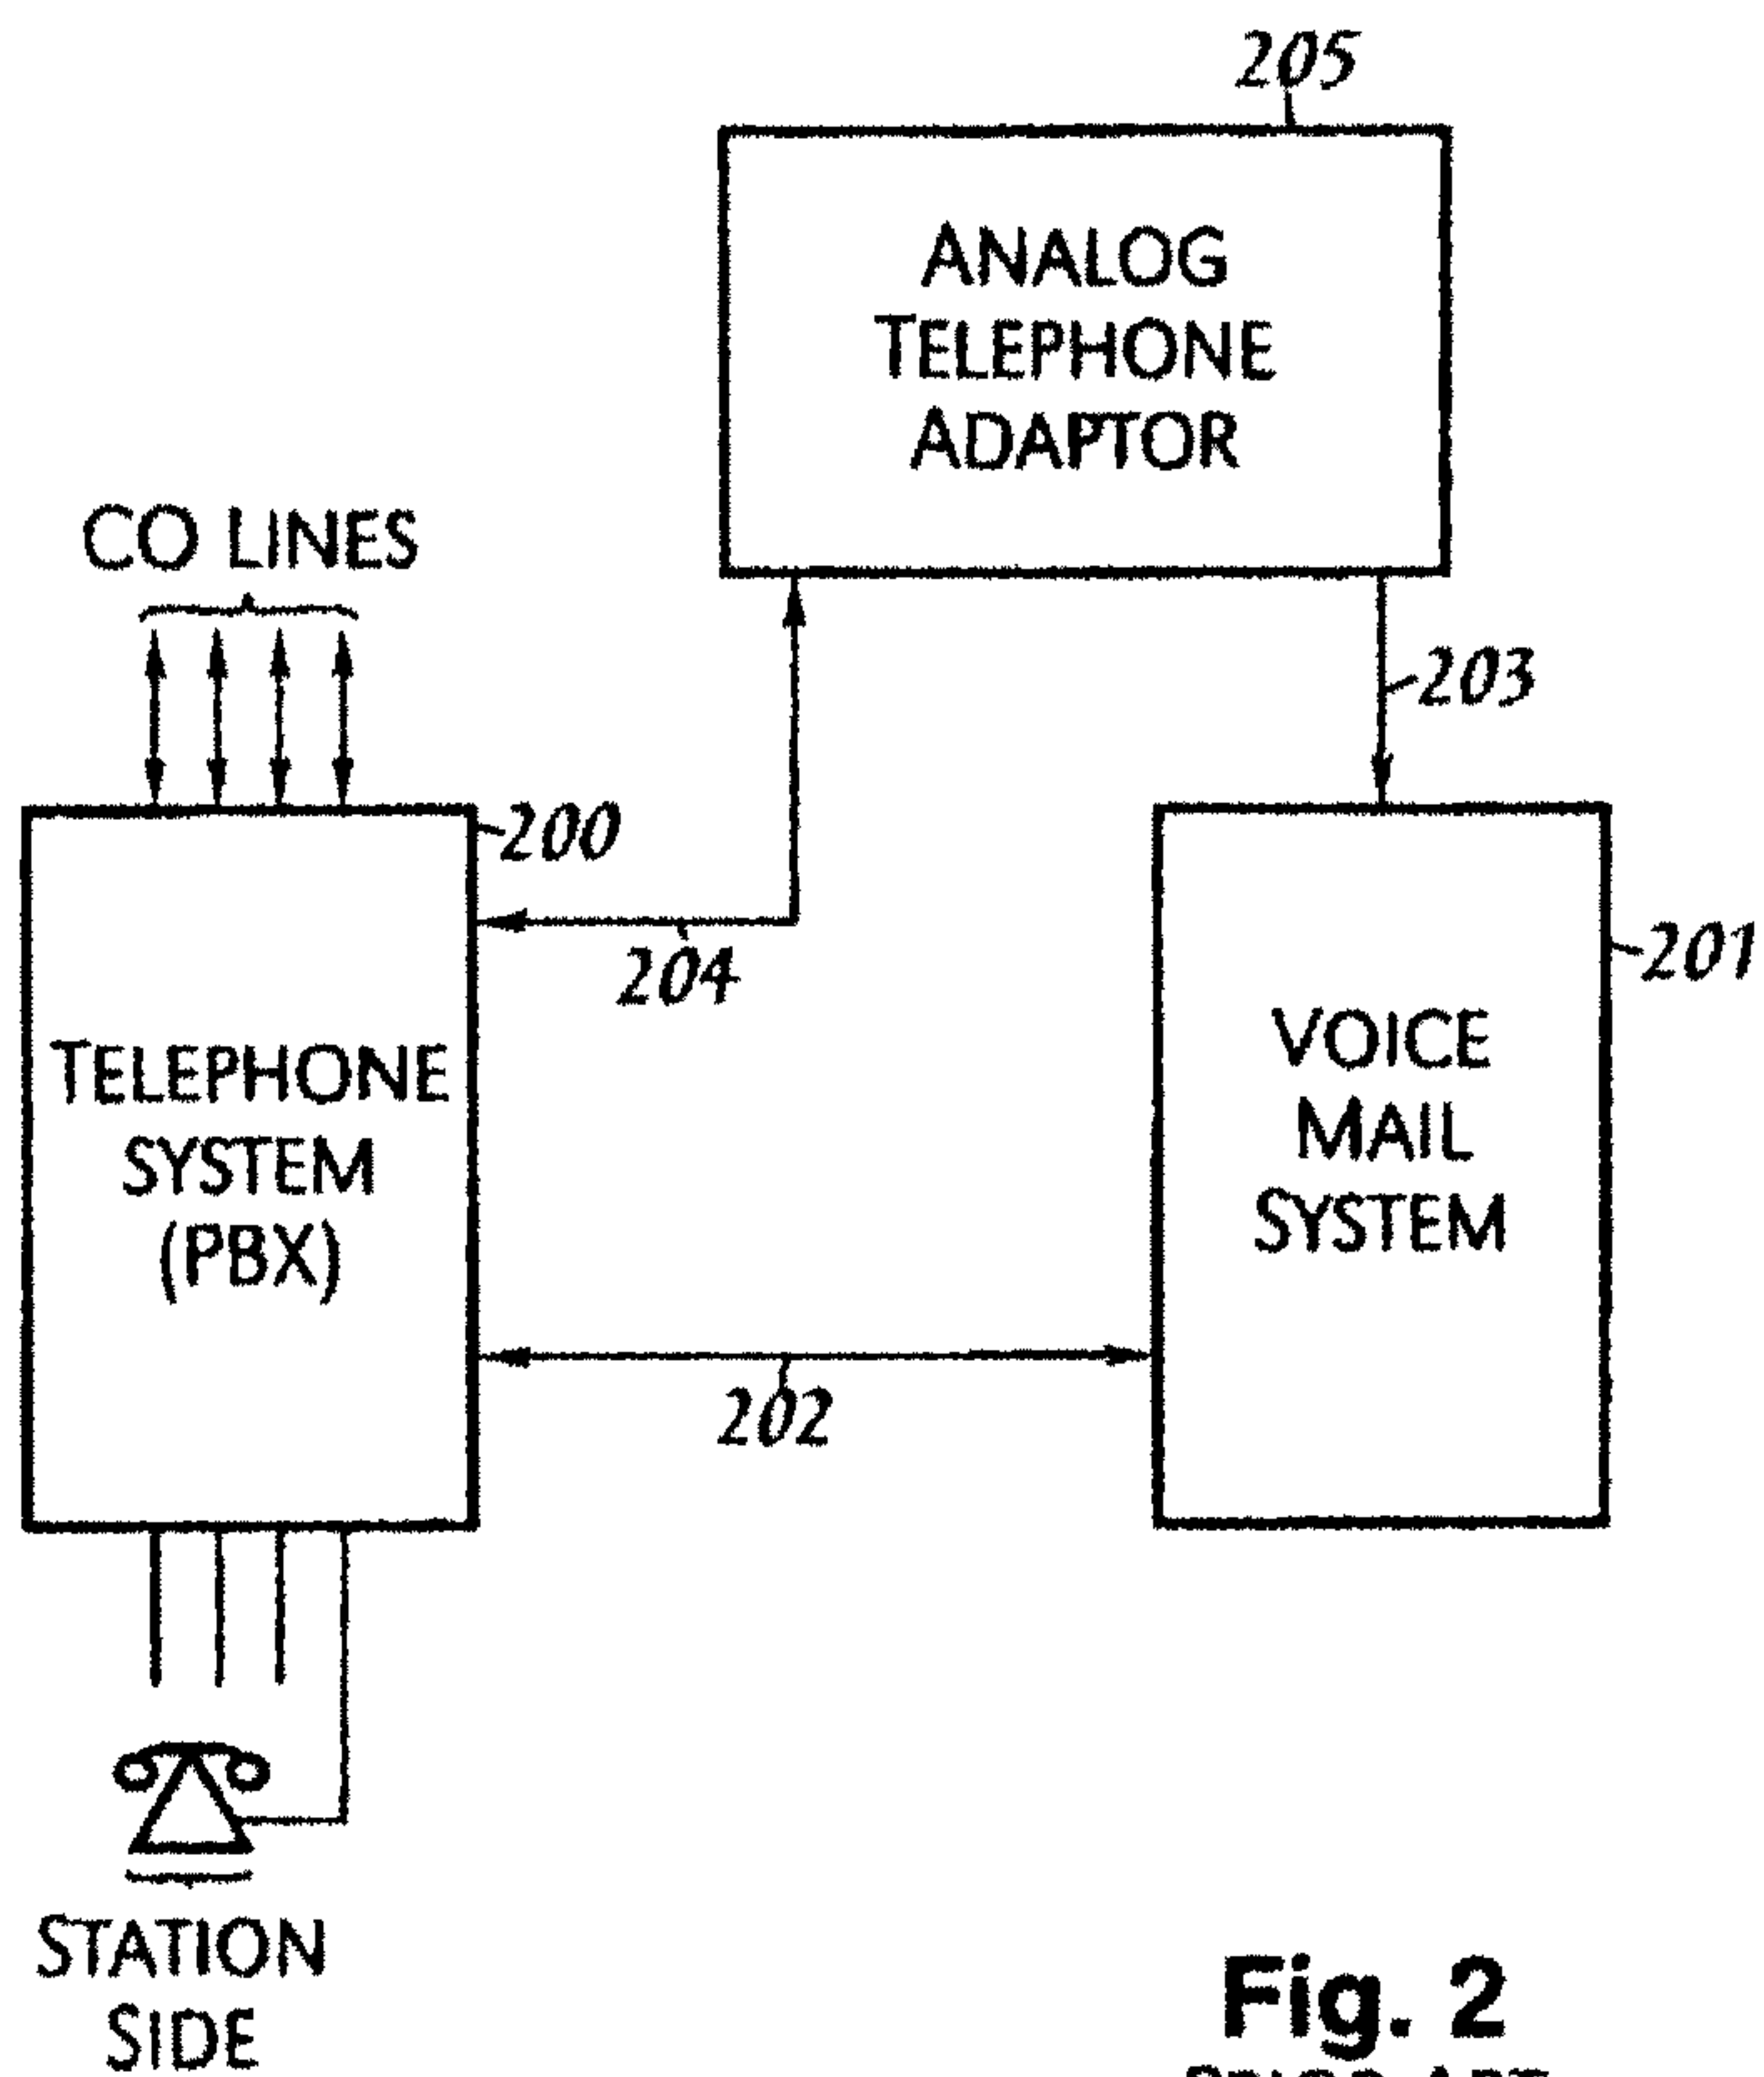 205
ANALOG
TELEPHONE
ADAPTOR
CO LINES
203
200
204
201
TELEPHONE
SYSTEM
(PBX)
VOICE
MAIL
SYSTEM
202
STATION
SIDE
Fig. 2